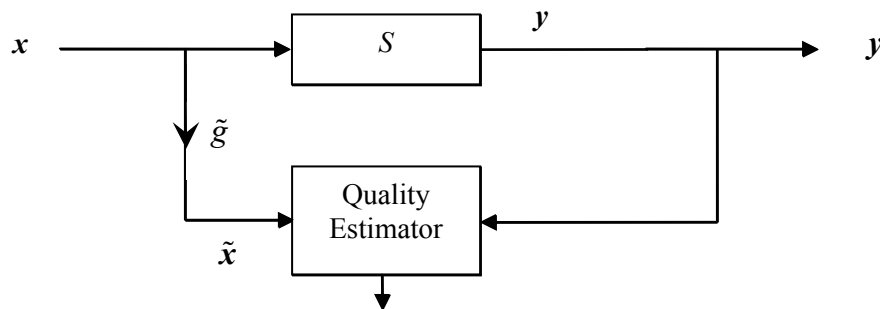 x
S
y
y
g̃
Quality
Estimator
x̃